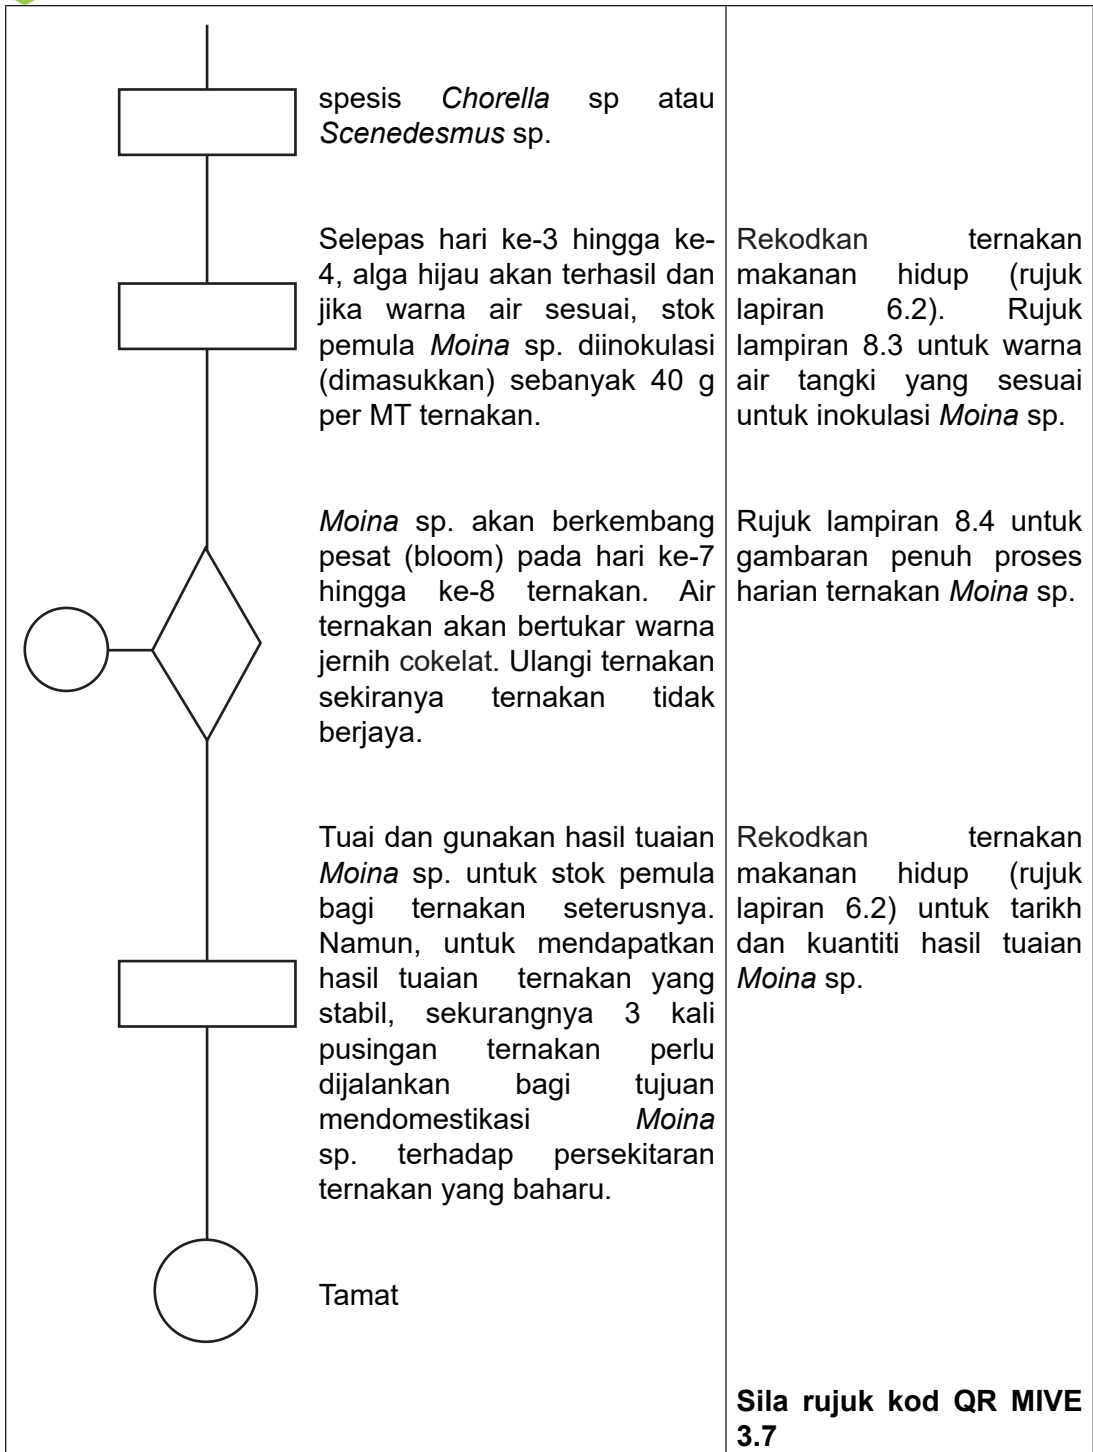 spesis Chorella sp atau
Scenedesmus sp.
Selepas hari ke-3 hingga ke-
4, alga hijau akan terhasil dan
jika warna air sesuai, stok
pemula Moina sp. diinokulasi
(dimasukkan) sebanyak 40 g
per MT ternakan.
Rekodkan ternakan
makanan hidup (rujuk
lapiran 6.2). Rujuk
lampiran 8.3 untuk warna
air tangki yang sesuai
untuk inokulasi Moina sp.
Moina sp. akan berkembang
pesat (bloom) pada hari ke-7
hingga ke-8 ternakan. Air
ternakan akan bertukar warna
jernih cokelat. Ulangi ternakan
sekiranya ternakan tidak
berjaya.
Rujuk lampiran 8.4 untuk
gambaran penuh proses
harian ternakan Moina sp.
Tuai dan gunakan hasil tuaian
Moina sp. untuk stok pemula
bagi ternakan seterusnya.
Namun, untuk mendapatkan
hasil tuaian ternakan yang
stabil, sekurangnya 3 kali
pusingan ternakan perlu
dijalankan bagi tujuan
mendomestikasi Moina
sp. terhadap persekitaran
ternakan yang baharu.
Rekodkan ternakan
makanan hidup (rujuk
lapiran 6.2) untuk tarikh
dan kuantiti hasil tuaian
Moina sp.
Tamat
Sila rujuk kod QR MIVE
3.7